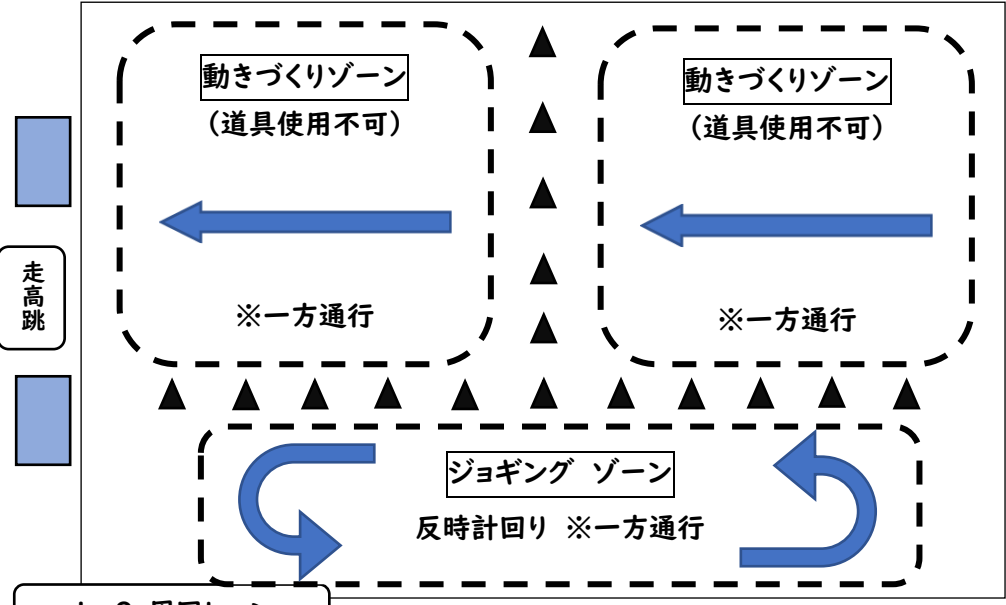 動きづくりゾーン
（道具使用不可）
※一方通行
動きづくりゾーン
（道具使用不可）
※一方通行
走高跳
ジョギング ゾーン
反時計回り ※一方通行